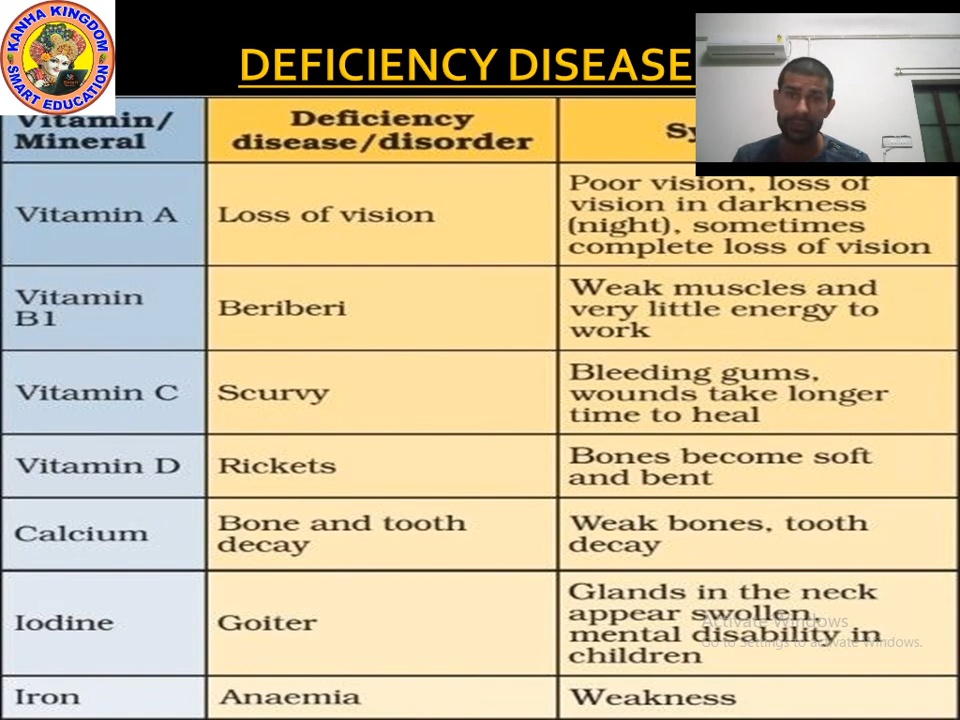 KANHA KINGDOM
SMART EDUCATION
DEFICIENCY DISEASE
Vitamin/
Mineral
Deficiency
disease/disorder
Sy
Vitamin A
Loss of vision
Poor vision, loss of
vision in darkness
(night), sometimes
complete loss of vision
Vitamin
B1
Beriberi
Weak muscles and
very little energy to
work
Vitamin C
Scurvy
Bleeding gums,
wounds take longer
time to heal
Vitamin D
Rickets
Bones become soft
and bent
Calcium
Bone and tooth
decay
Weak bones, tooth
decay
Iodine
Goiter
Glands in the neck
appear swollen,
mental disability in
children
Iron
Anaemia
Weakness
Activate Windows
Go to Settings to activate Windows.